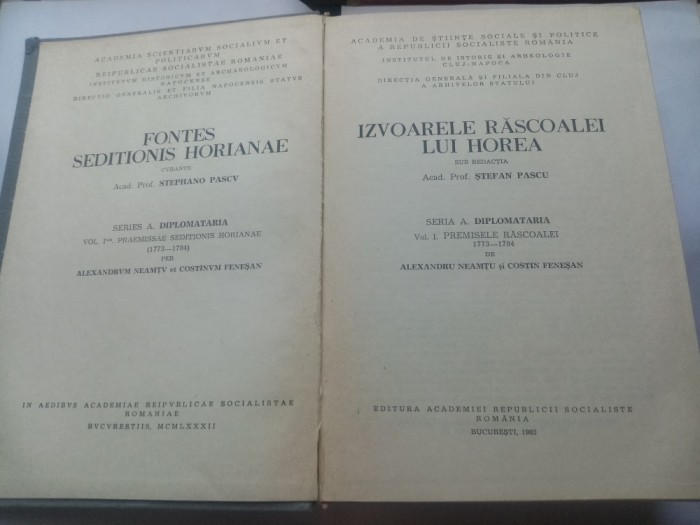 ACADEMIA SCIENTIARVM SOCIALIVM ET
POLITICARVM
REIPVBLICAE SOCIALISTAE ROMANIAE
INSTITVTVM HISTORICVM ET ARCHAEOLOGICVM
NAPOCENSE
DIRECTIO GENERALIS ET FILIA NAPOCENSIS STATVS
ARCHIVORVM
FONTES
SEDITIONIS HORIANAE
CVRANTE
Acad. Prof. STEPHANO PASCV
SERIES A. DIPLOMATARIA
VOL. Ius. PRAEMISSAE SEDITIONIS HORIANAE
(1773—1784)
PER
ALEXANDRVM NEAMȚV et COSTINVM FENEȘAN
IN AEDIBVS ACADEMIAE REIPVBLICAE SOCIALISTAE
ROMANIAE
BVCVRESTIIS, MCMLXXXII
ACADEMIA DE ȘTIINȚE SOCIALE ȘI POLITICE
A REPUBLICII SOCIALISTE ROMÂNIA
INSTITUTUL DE ISTORIE ȘI ARHEOLOGIE
CLUJ-NAPOCA
DIRECȚIA GENERALĂ ȘI FILIALA DIN CLUJ
A ARHIVELOR STATULUI
IZVOARELE RĂSCOALEI
LUI HOREA
SUB REDACȚIA
Acad. Prof. ȘTEFAN PASCU
SERIA A. DIPLOMATARIA
Vol. I. PREMISELE RĂSCOALEI
1773—1784
DE
ALEXANDRU NEAMȚU și COSTIN FENEȘAN
EDITURA ACADEMIEI REPUBLICII SOCIALISTE
ROMÂNIA
BUCUREȘTI, 1982